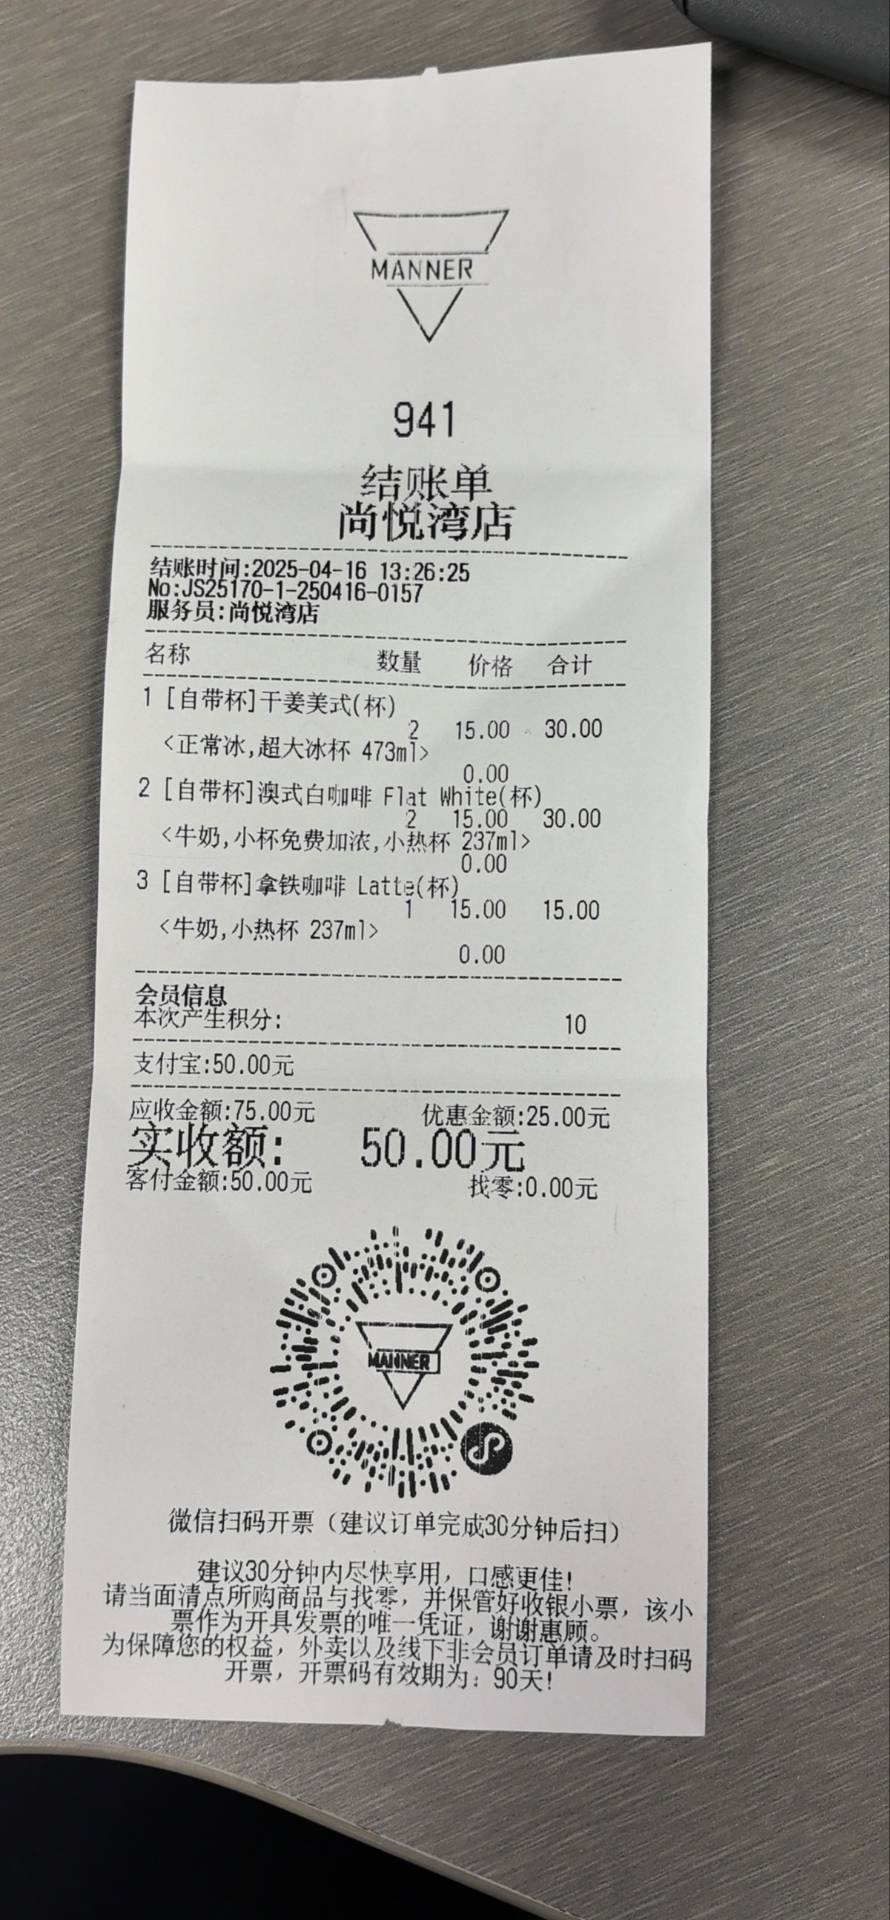 MANNER
941
结账单
尚悦湾店
结账时间:2025-04-16 13:26:25
No:JS25170-1-250416-0157
服务员:尚悦湾店
名称 数量 价格 合计
1 [自带杯]干姜美式(杯)
2 15.00 30.00
<正常冰,超大冰杯 473ml>
0.00
2 [自带杯]澳式白咖啡 Flat White(杯)
2 15.00 30.00
<牛奶,小杯免费加浓,小热杯 237ml>
0.00
3 [自带杯]拿铁咖啡 Latte(杯)
1 15.00 15.00
<牛奶,小热杯 237ml>
0.00
会员信息
本次产生积分: 10
支付宝:50.00元
应收金额:75.00元 优惠金额:25.00元
实收额: 50.00元
客付金额:50.00元 找零:0.00元
MANNER
微信扫码开票（建议订单完成30分钟后扫）
建议30分钟内尽快享用，口感更佳!
请当面清点所购商品与找零，并保管好收银小票，该小
票作为开具发票的唯一凭证，谢谢惠顾。
为保障您的权益，外卖以及线下非会员订单请及时扫码
开票，开票码有效期为：90天!